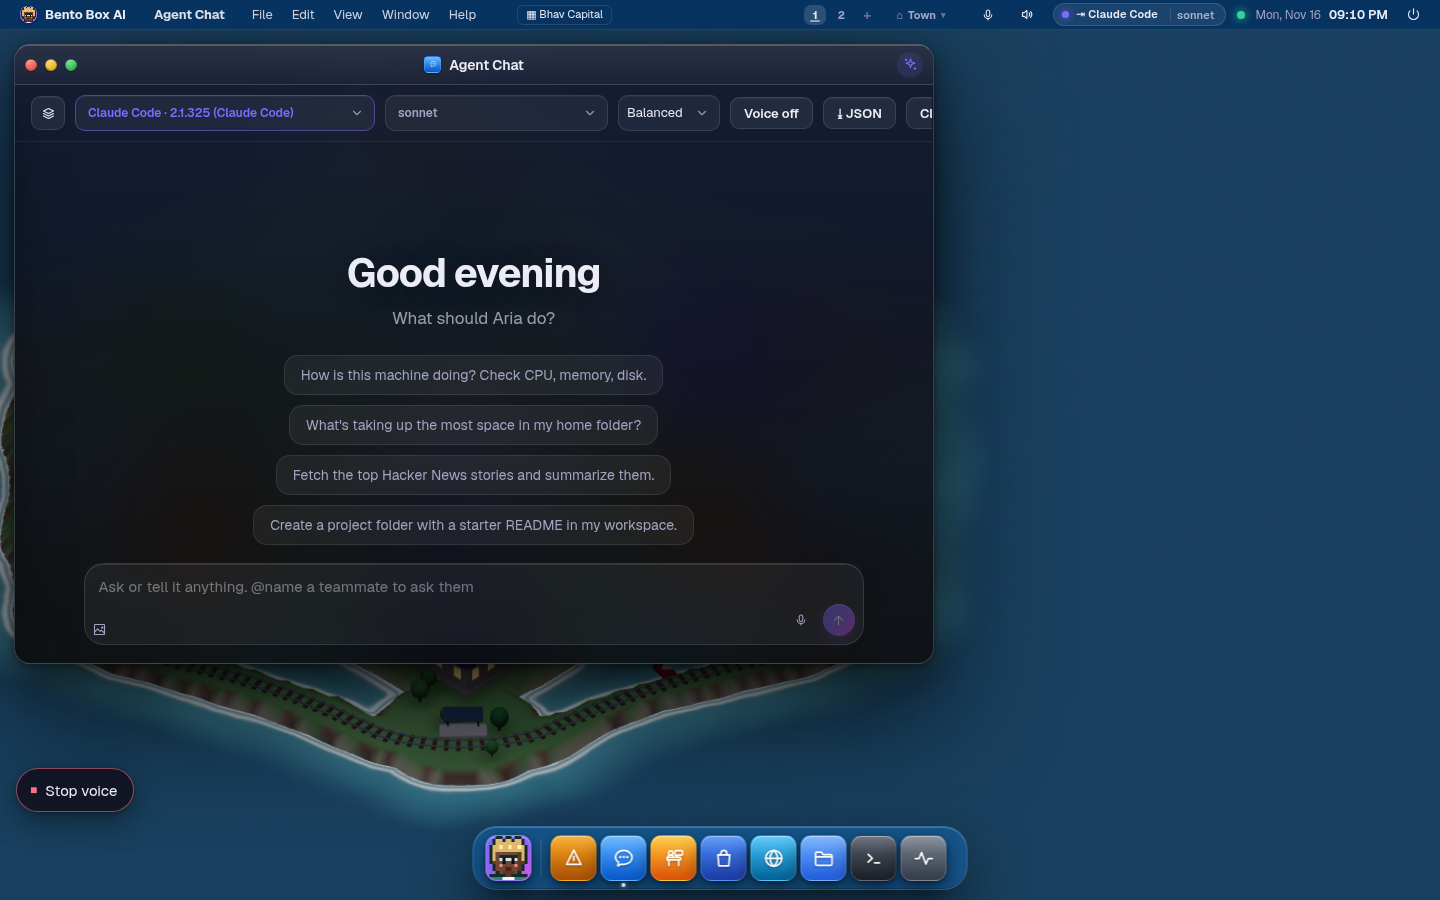 Bento Box AI Agent Chat File Edit View Window Help Bhav Capital 1 2 + Town Claude Code sonnet Mon, Nov 16 09:10 PM
Agent Chat
Claude Code · 2.1.325 (Claude Code) sonnet Balanced Voice off JSON Cl
Good evening
What should Aria do?
How is this machine doing? Check CPU, memory, disk.
What's taking up the most space in my home folder?
Fetch the top Hacker News stories and summarize them.
Create a project folder with a starter README in my workspace.
Ask or tell it anything. @name a teammate to ask them
Stop voice